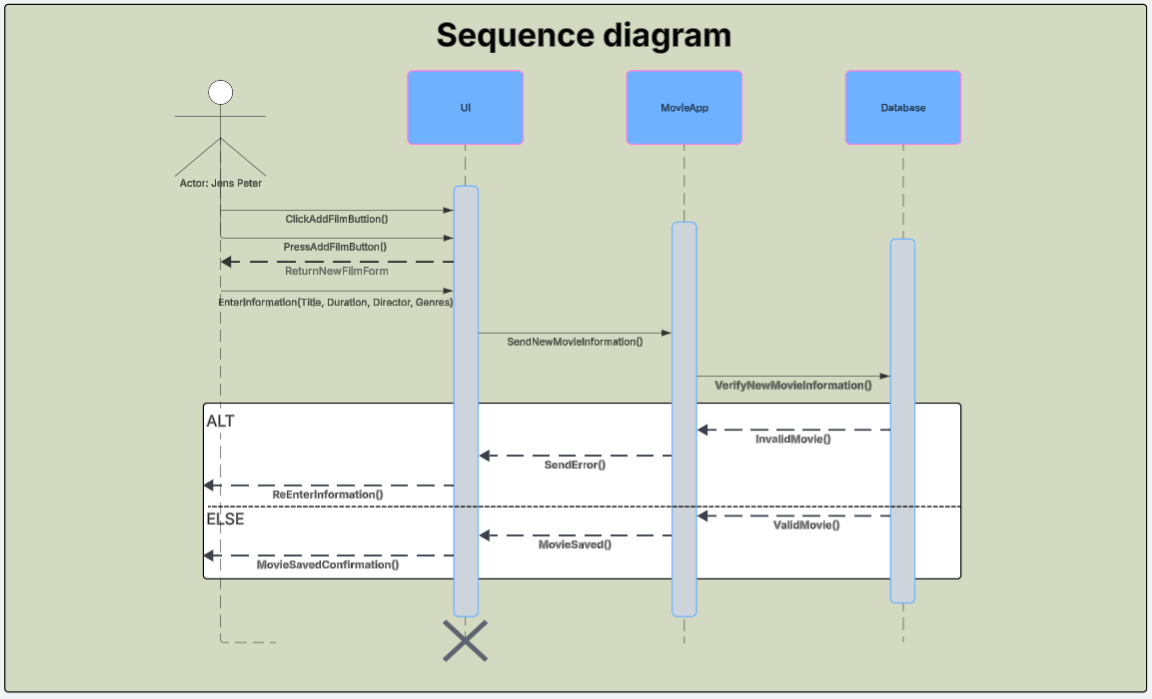 Sequence diagram
UI
MovieApp
Database
Actor: Jens Peter
ClickAddFilmButtion()
PressAddFilmButton()
ReturnNewFilmForm
EnterInformation(Title, Duration, Director, Genres)
SendNewMovieInformation()
VerifyNewMovieInformation()
ALT
InvalidMovie()
SendError()
ReEnterInformation()
ELSE
ValidMovie()
MovieSaved()
MovieSavedConfirmation()